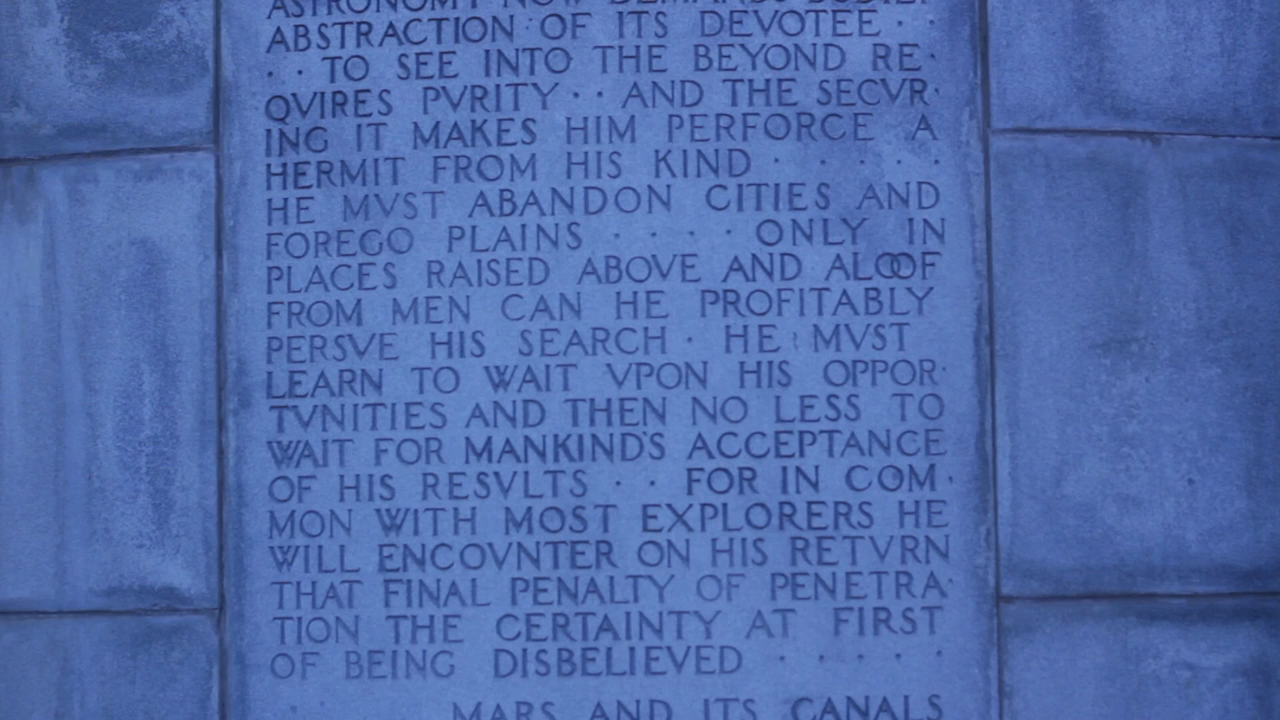 ASTRONOMY NOW DEMANDS BODILY
ABSTRACTION · OF ITS DEVOTEE · ·
· · TO SEE INTO THE BEYOND RE·
QVIRES PVRITY · · AND THE SECVR·
ING IT MAKES HIM PERFORCE A
HERMIT FROM HIS KIND · · · · ·
HE MVST ABANDON CITIES AND
FOREGO PLAINS · · · · ONLY IN
PLACES RAISED ABOVE AND ALOOF
FROM MEN CAN HE PROFITABLY
PERSVE HIS SEARCH · HE MVST
LEARN TO WAIT VPON HIS OPPOR·
TVNITIES AND THEN NO LESS TO
WAIT FOR MANKIND'S ACCEPTANCE
OF HIS RESVLTS · · FOR IN COM·
MON WITH MOST EXPLORERS HE
WILL ENCOVNTER ON HIS RETVRN
THAT FINAL PENALTY OF PENETRA·
TION THE CERTAINTY AT FIRST
OF BEING DISBELIEVED · · · · ·
MARS AND ITS CANALS